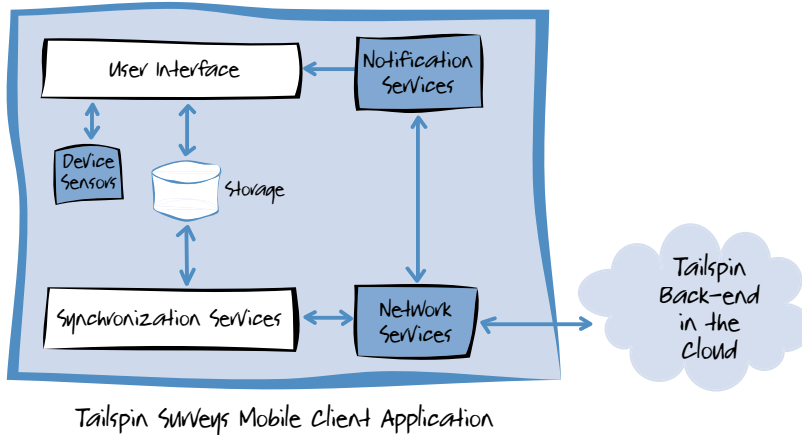 User Interface
Notification
Services
Device
Sensors
Storage
Tailspin
Back-end
in the
Cloud
Synchronization Services
Network
Services
Tailspin Surveys Mobile Client Application